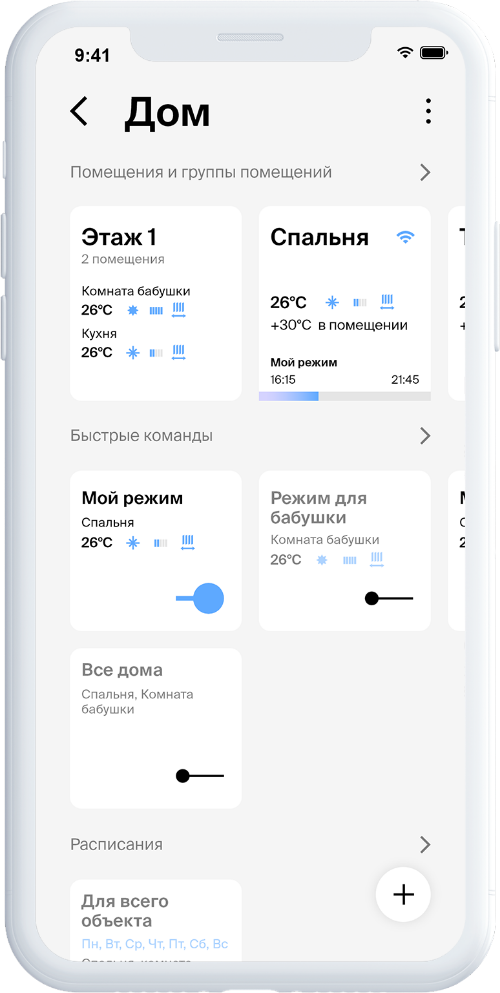 9:41
Дом
Помещения и группы помещений
Этаж 1
2 помещения
Комната бабушки
26°C
Кухня
26°C
Спальня
26°C
+30°C в помещении
Мой режим
16:15 21:45
Быстрые команды
Мой режим
Спальня
26°C
Режим для
бабушки
Комната бабушки
26°C
Все дома
Спальня, Комната
бабушки
Расписания
Для всего
объекта
Пн, Вт, Ср, Чт, Пт, Сб, Вс